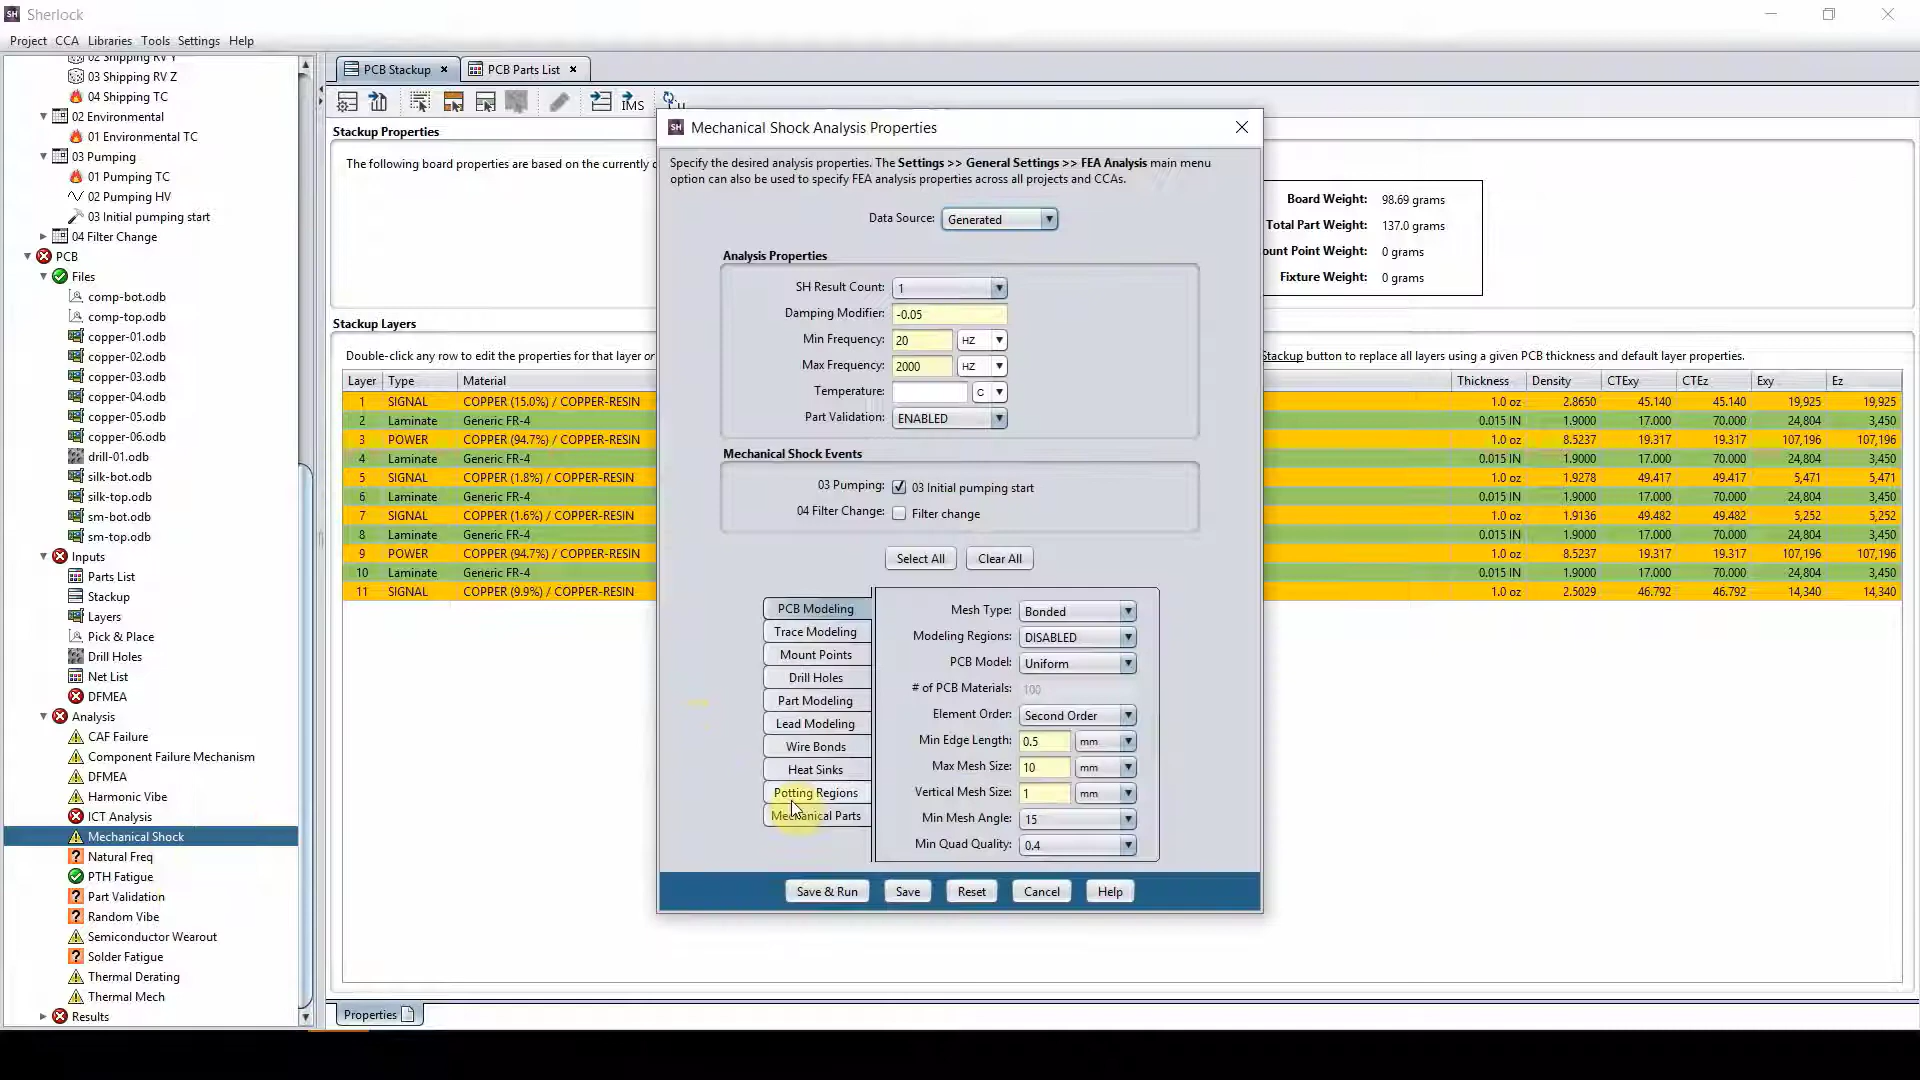 Sherlock
Project CCA Libraries Tools Settings Help
02 Shipping RV Y
03 Shipping RV Z
04 Shipping TC
02 Environmental
01 Environmental TC
03 Pumping
01 Pumping TC
02 Pumping HV
03 Initial pumping start
04 Filter Change
PCB
Files
comp-bot.odb
comp-top.odb
copper-01.odb
copper-02.odb
copper-03.odb
copper-04.odb
copper-05.odb
copper-06.odb
drill-01.odb
silk-bot.odb
silk-top.odb
sm-bot.odb
sm-top.odb
Inputs
Parts List
Stackup
Layers
Pick & Place
Drill Holes
Net List
DFMEA
Analysis
CAF Failure
Component Failure Mechanism
DFMEA
Harmonic Vibe
ICT Analysis
Mechanical Shock
Natural Freq
PTH Fatigue
Part Validation
Random Vibe
Semiconductor Wearout
Solder Fatigue
Thermal Derating
Thermal Mech
Results
PCB Stackup
PCB Parts List
IMS
Stackup Properties
The following board properties are based on the currently
Board Weight: 98.69 grams
Total Part Weight: 137.0 grams
ount Point Weight: 0 grams
Fixture Weight: 0 grams
Stackup Layers
Double-click any row to edit the properties for that layer or
Stackup button to replace all layers using a given PCB thickness and default layer properties.
Layer Type Material Thickness Density CTExy CTEz Exy Ez
1 SIGNAL COPPER (15.0%) / COPPER-RESIN 1.0 oz 2.8650 45.140 45.140 19,925 19,925
2 Laminate Generic FR-4 0.015 IN 1.9000 17.000 70.000 24,804 3,450
3 POWER COPPER (94.7%) / COPPER-RESIN 1.0 oz 8.5237 19.317 19.317 107,196 107,196
4 Laminate Generic FR-4 0.015 IN 1.9000 17.000 70.000 24,804 3,450
5 SIGNAL COPPER (1.8%) / COPPER-RESIN 1.0 oz 1.9278 49.417 49.417 5,471 5,471
6 Laminate Generic FR-4 0.015 IN 1.9000 17.000 70.000 24,804 3,450
7 SIGNAL COPPER (1.6%) / COPPER-RESIN 1.0 oz 1.9136 49.482 49.482 5,252 5,252
8 Laminate Generic FR-4 0.015 IN 1.9000 17.000 70.000 24,804 3,450
9 POWER COPPER (94.7%) / COPPER-RESIN 1.0 oz 8.5237 19.317 19.317 107,196 107,196
10 Laminate Generic FR-4 0.015 IN 1.9000 17.000 70.000 24,804 3,450
11 SIGNAL COPPER (9.9%) / COPPER-RESIN 1.0 oz 2.5029 46.792 46.792 14,340 14,340
Properties
SH Mechanical Shock Analysis Properties
Specify the desired analysis properties. The Settings >> General Settings >> FEA Analysis main menu
option can also be used to specify FEA analysis properties across all projects and CCAs.
Data Source: Generated
Analysis Properties
SH Result Count: 1
Damping Modifier: -0.05
Min Frequency: 20 HZ
Max Frequency: 2000 HZ
Temperature: C
Part Validation: ENABLED
Mechanical Shock Events
03 Pumping: 03 Initial pumping start
04 Filter Change: Filter change
Select All Clear All
PCB Modeling
Trace Modeling
Mount Points
Drill Holes
Part Modeling
Lead Modeling
Wire Bonds
Heat Sinks
Potting Regions
Mechanical Parts
Mesh Type: Bonded
Modeling Regions: DISABLED
PCB Model: Uniform
# of PCB Materials: 100
Element Order: Second Order
Min Edge Length: 0.5 mm
Max Mesh Size: 10 mm
Vertical Mesh Size: 1 mm
Min Mesh Angle: 15
Min Quad Quality: 0.4
Save & Run Save Reset Cancel Help